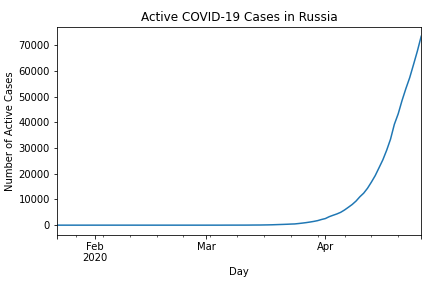 Active COVID-19 Cases in Russia
Number of Active Cases
70000
60000
50000
40000
30000
20000
10000
0
Feb
2020
Mar
Apr
Day